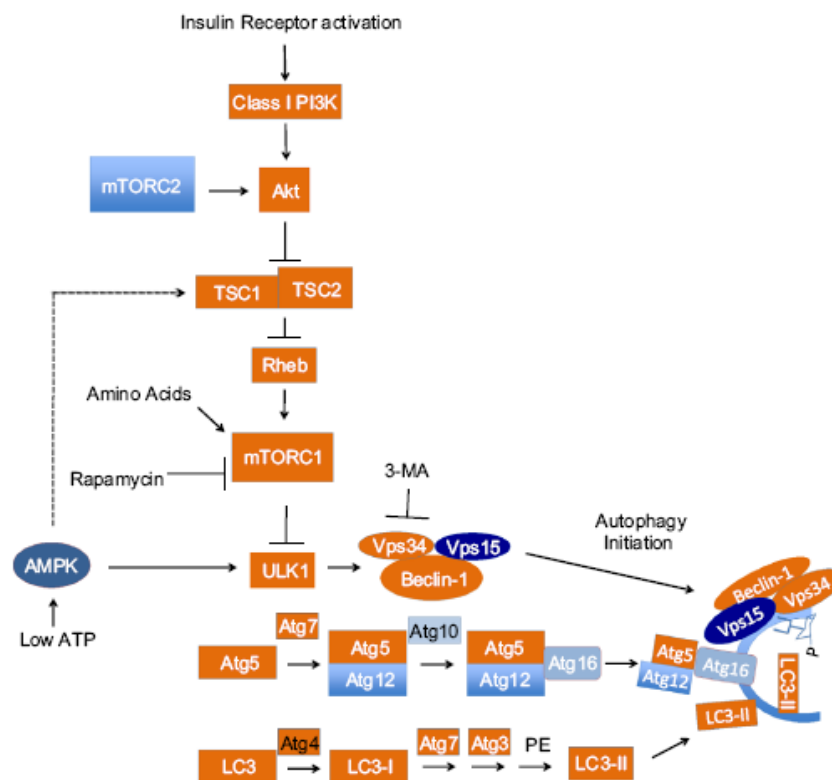 Insulin Receptor activation
Class I PI3K
mTORC2
Akt
TSC1
TSC2
Rheb
Amino Acids
mTORC1
Rapamycin
3-MA
Autophagy
Initiation
AMPK
ULK1
Vps34
Vps15
Beclin-1
Beclin-1
Vps34
Vps15
P
Low ATP
Atg7
Atg10
Atg5
Atg5
Atg12
Atg5
Atg12
Atg16
Atg5
Atg12
Atg16
LC3-II
LC3-II
Atg4
Atg7
Atg3
PE
LC3
LC3-I
LC3-II